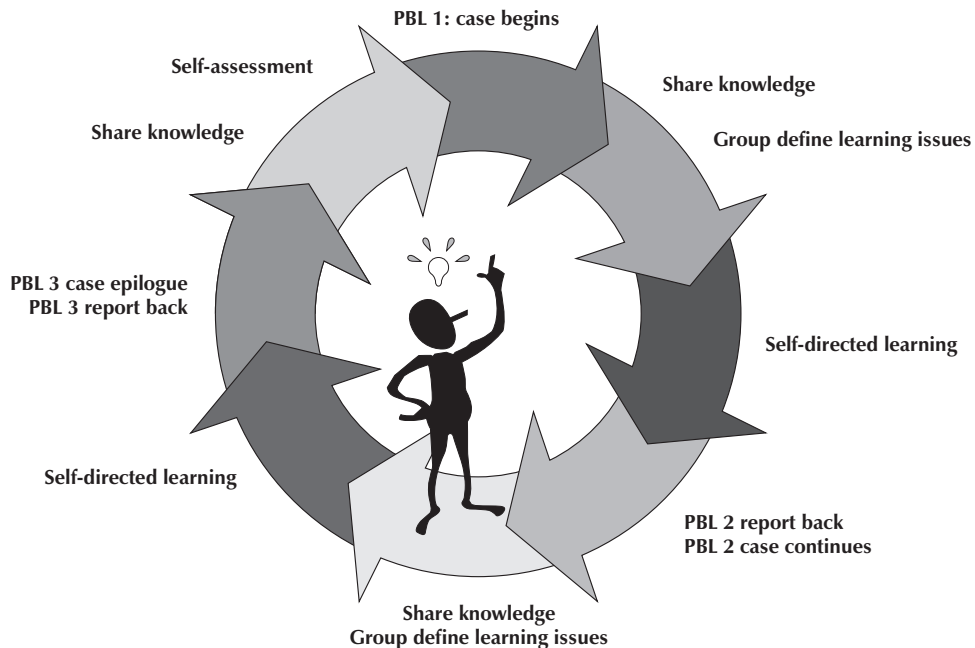 PBL 1: case begins
Share knowledge
Group define learning issues
Self-directed learning
PBL 2 report back
PBL 2 case continues
Share knowledge
Group define learning issues
Self-directed learning
PBL 3 case epilogue
PBL 3 report back
Share knowledge
Self-assessment